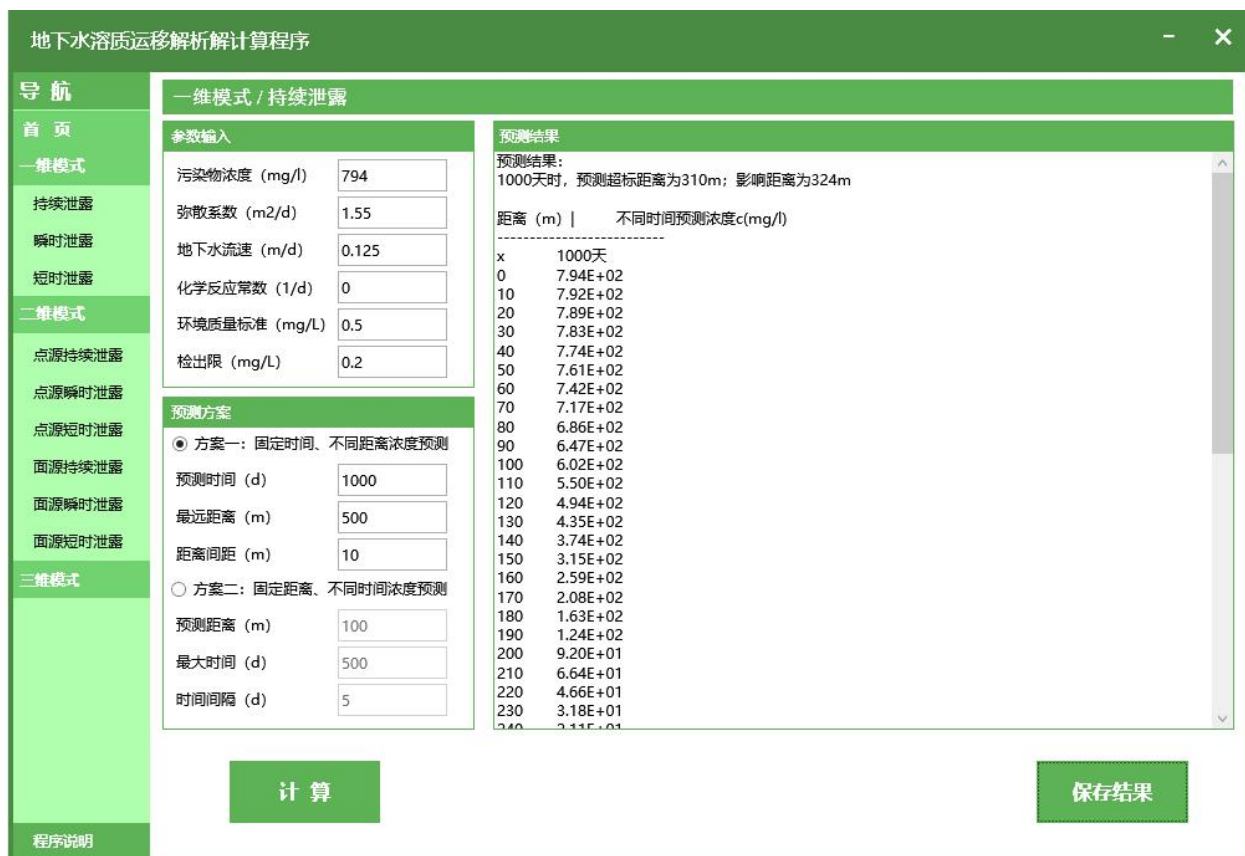 地下水溶质运移解析解计算程序
导 航
首 页
一维模式
持续泄露
瞬时泄露
短时泄露
二维模式
点源持续泄露
点源瞬时泄露
点源短时泄露
面源持续泄露
面源瞬时泄露
面源短时泄露
三维模式
程序说明
一维模式 / 持续泄露
参数输入
污染物浓度（mg/l） 794
弥散系数（m2/d） 1.55
地下水流速（m/d） 0.125
化学反应常数（1/d） 0
环境质量标准（mg/L） 0.5
检出限（mg/L） 0.2
预测方案
方案一：固定时间、不同距离浓度预测
预测时间（d） 1000
最远距离（m） 500
距离间距（m） 10
方案二：固定距离、不同时间浓度预测
预测距离（m） 100
最大时间（d） 500
时间间隔（d） 5
计 算
预测结果
预测结果：
1000天时，预测超标距离为310m；影响距离为324m
距离（m）| 不同时间预测浓度c(mg/l)
--------------------------
x 1000天
0 7.94E+02
10 7.92E+02
20 7.89E+02
30 7.83E+02
40 7.74E+02
50 7.61E+02
60 7.42E+02
70 7.17E+02
80 6.86E+02
90 6.47E+02
100 6.02E+02
110 5.50E+02
120 4.94E+02
130 4.35E+02
140 3.74E+02
150 3.15E+02
160 2.59E+02
170 2.08E+02
180 1.63E+02
190 1.24E+02
200 9.20E+01
210 6.64E+01
220 4.66E+01
230 3.18E+01
240 2.11E+01
保存结果